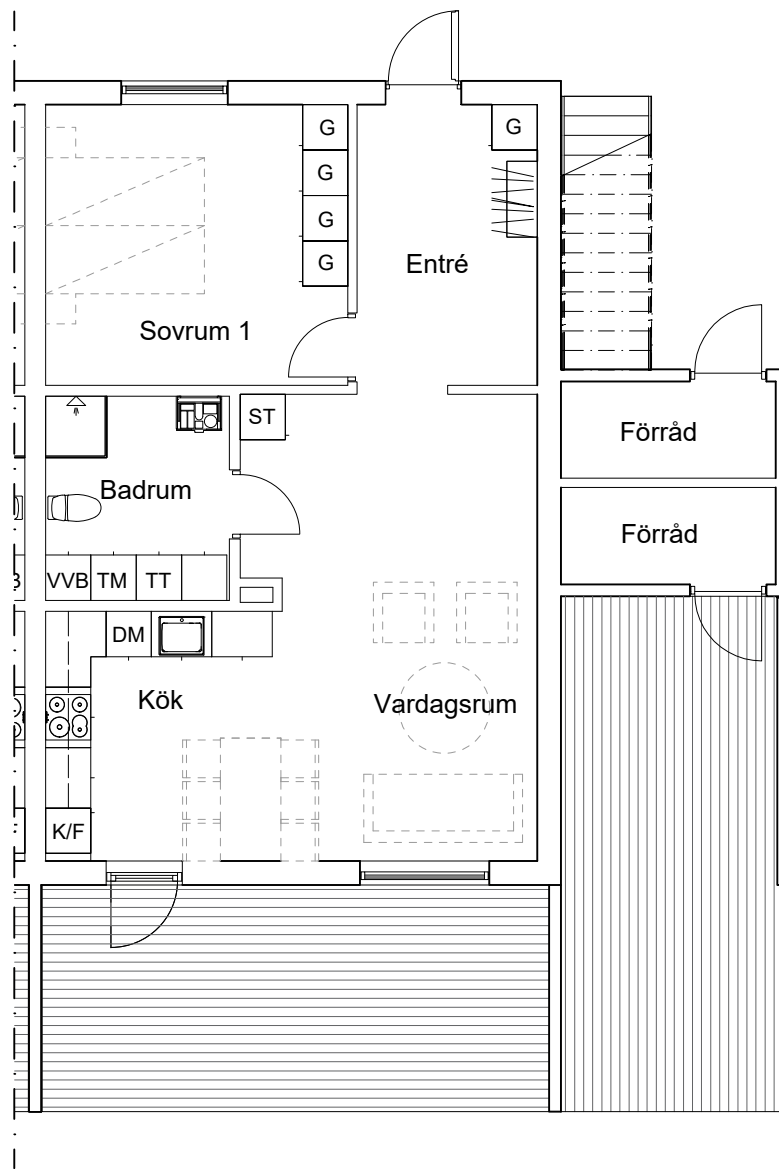 G
G
G
G
G
Entré
Sovrum 1
ST
Förråd
Badrum
Förråd
VVB
TM
TT
DM
Kök
Vardagsrum
K/F